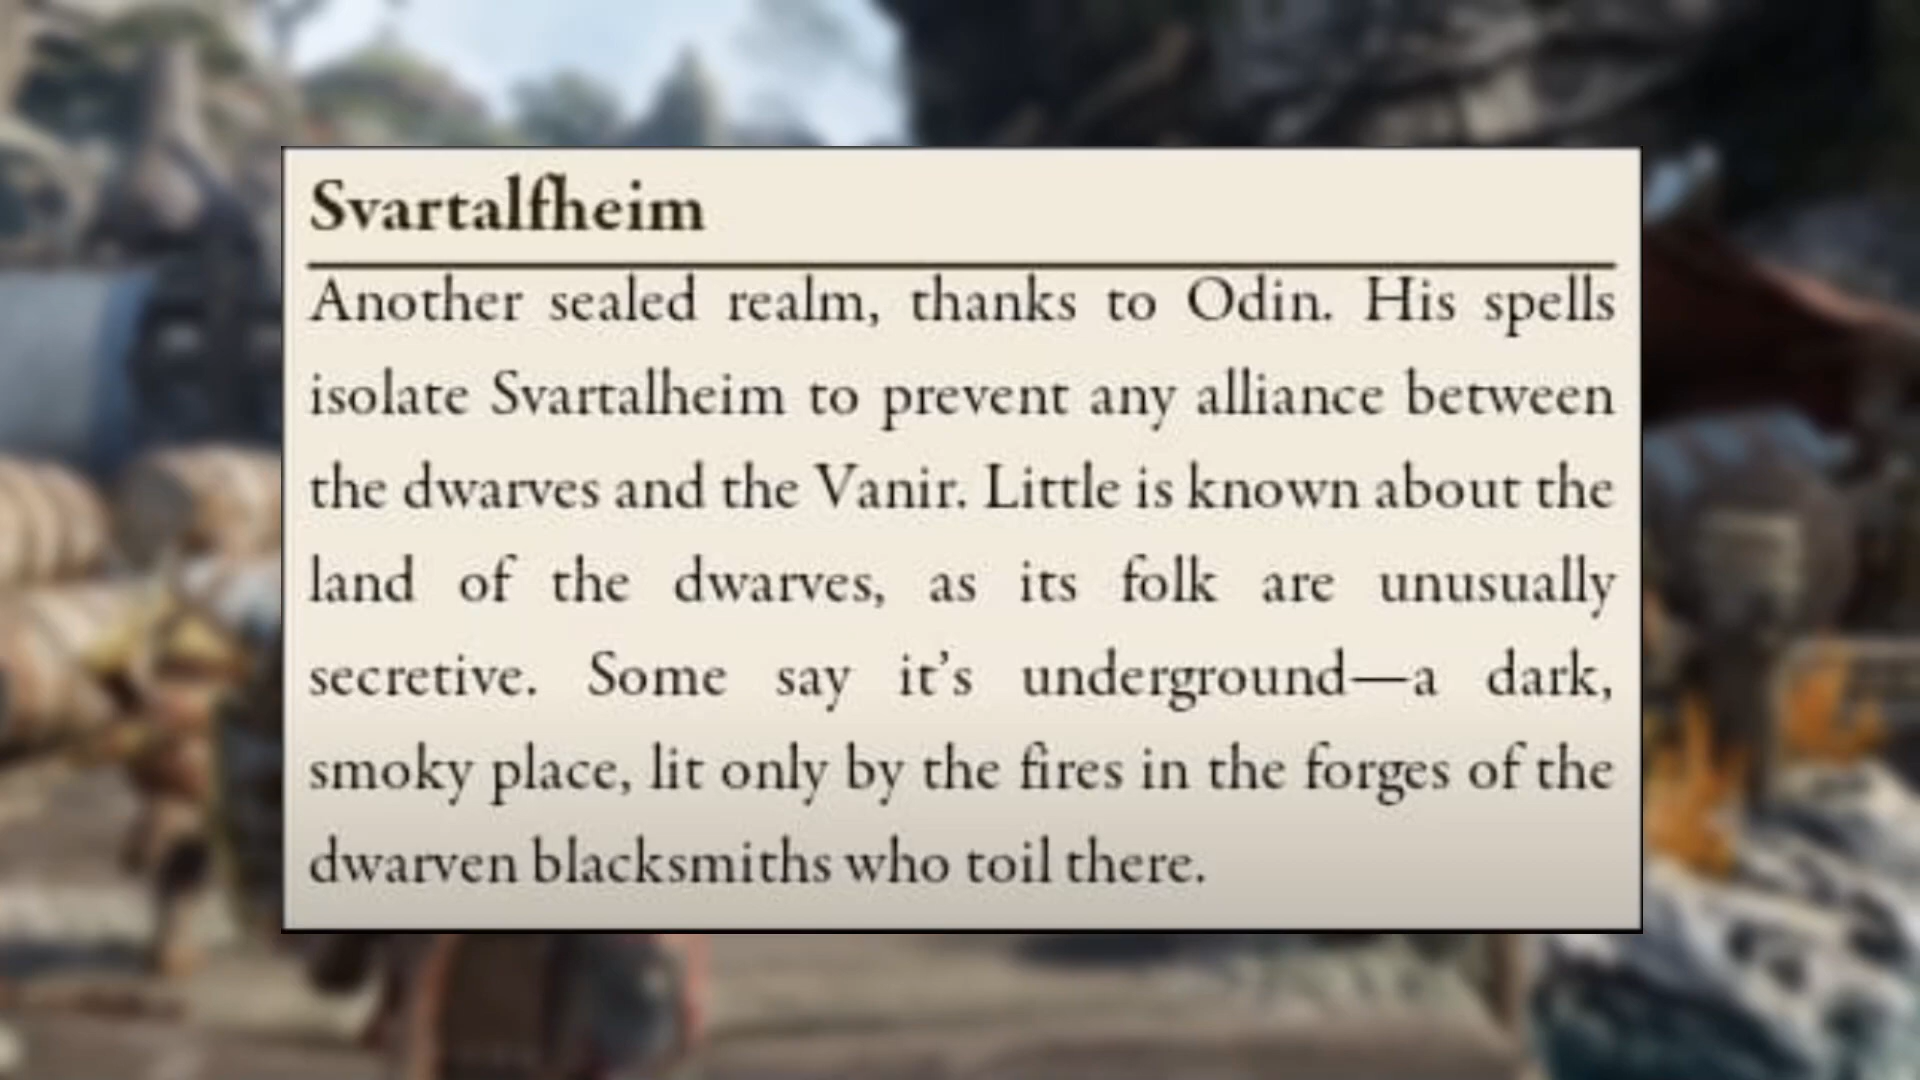 Svartalfheim
Another sealed realm, thanks to Odin. His spells
isolate Svartalheim to prevent any alliance between
the dwarves and the Vanir. Little is known about the
land of the dwarves, as its folk are unusually
secretive. Some say it’s underground—a dark,
smoky place, lit only by the fires in the forges of the
dwarven blacksmiths who toil there.